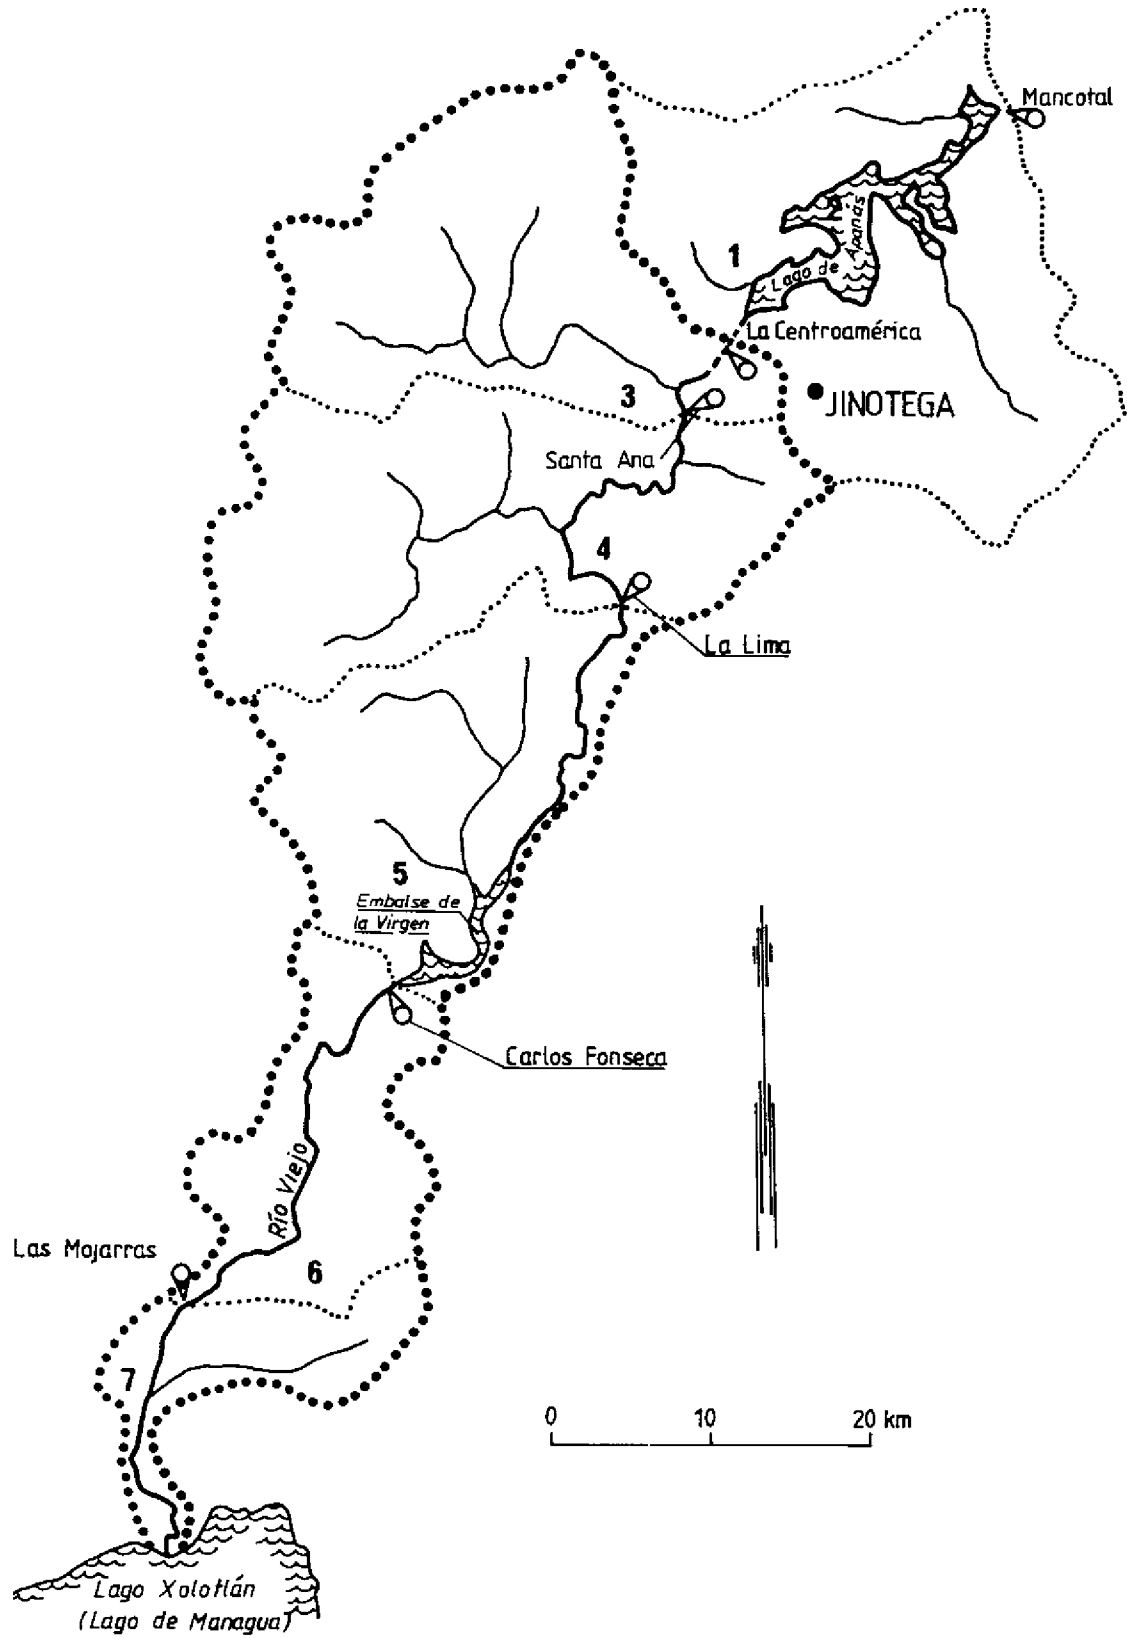 Mancotal
1
Lago de Apanás
La Centroamérica
3
JINOTEGA
Santa Ana
4
La Lima
5
Embalse de
la Virgen
Carlos Fonseca
Río Viejo
Las Mojarras
6
7
0 10 20 km
Lago Xolotlán
(Lago de Managua)